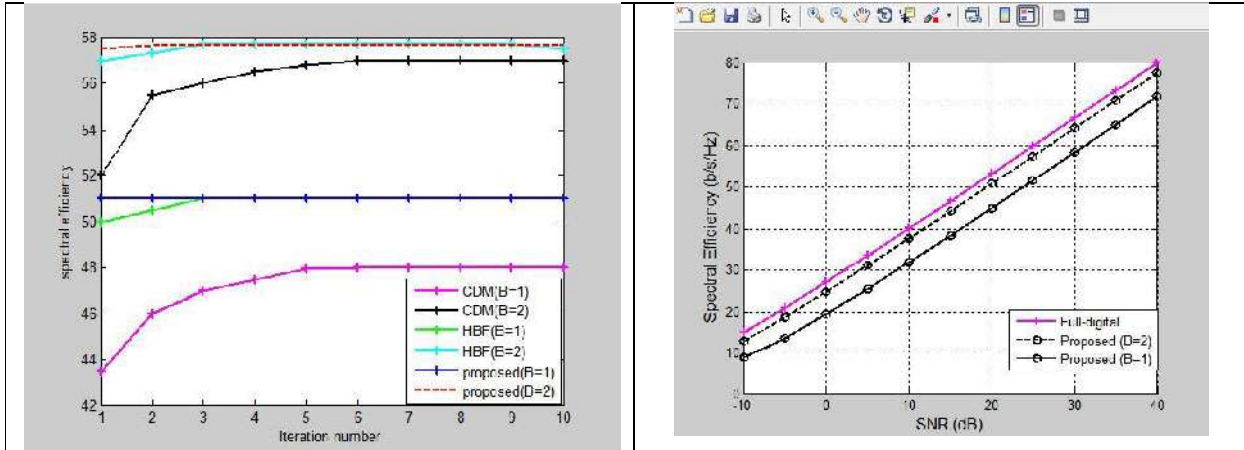 58
56
54
52
50
48
46
44
42
spectral efficiency
1 2 3 4 5 6 7 8 9 10
Iteration number
CDM(B=1)
CDM(B=2)
HBF(B=1)
HBF(B=2)
proposed(B=1)
proposed(B=2)
80
70
60
50
40
30
20
10
0
Spectral Efficiency (b/s/Hz)
-10 0 10 20 30 40
SNR (dB)
Full-digital
Proposed (B=2)
Proposed (B=1)